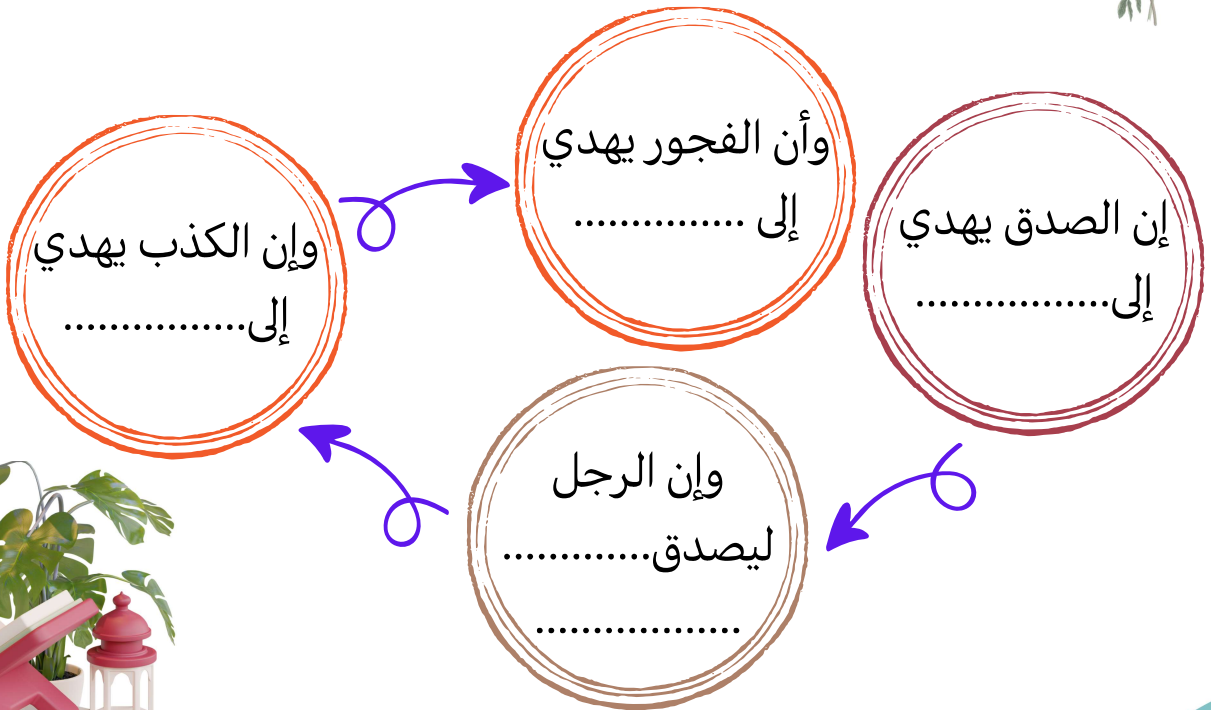 إن الصدق يهدي
إلى.................
وإن الرجل
ليصدق.............
..................
وإن الكذب يهدي
إلى................
وأن الفجور يهدي
إلى ...............